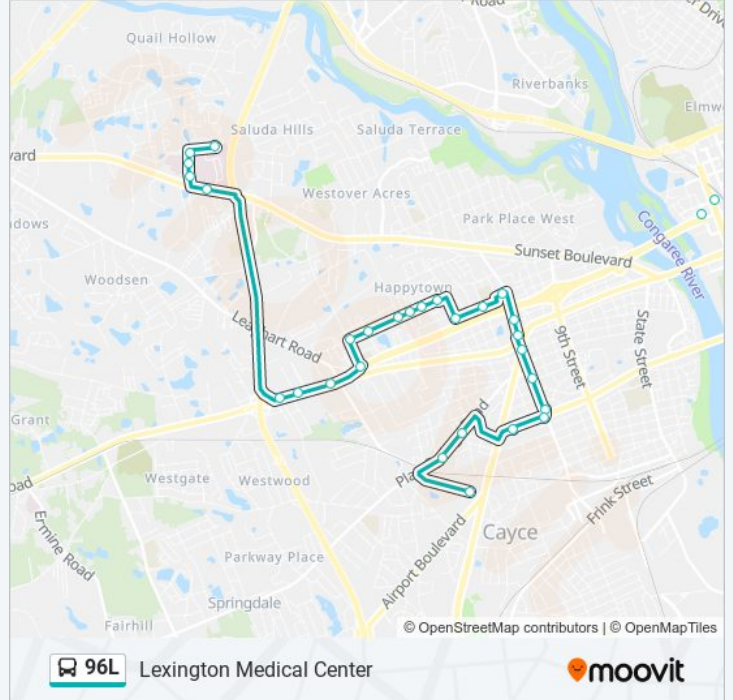 Road
Quail Hollow
Riverbanks
Elmw
Saluda Hills
Saluda Terrace
vard
Westover Acres
Park Place West
dows
Congaree River
Sunset Boulevard
Woodsen
Happytown
Leaphart Road
9th Street
State Street
Grant
d
Westgate
Westwood
Pla
oad
Frink Street
Ermine Road
Cayce
Parkway Place
Airport Boulevard
Springdale
Fairhill
© OpenStreetMap contributors | © OpenMapTiles
96L
Lexington Medical Center
moovit